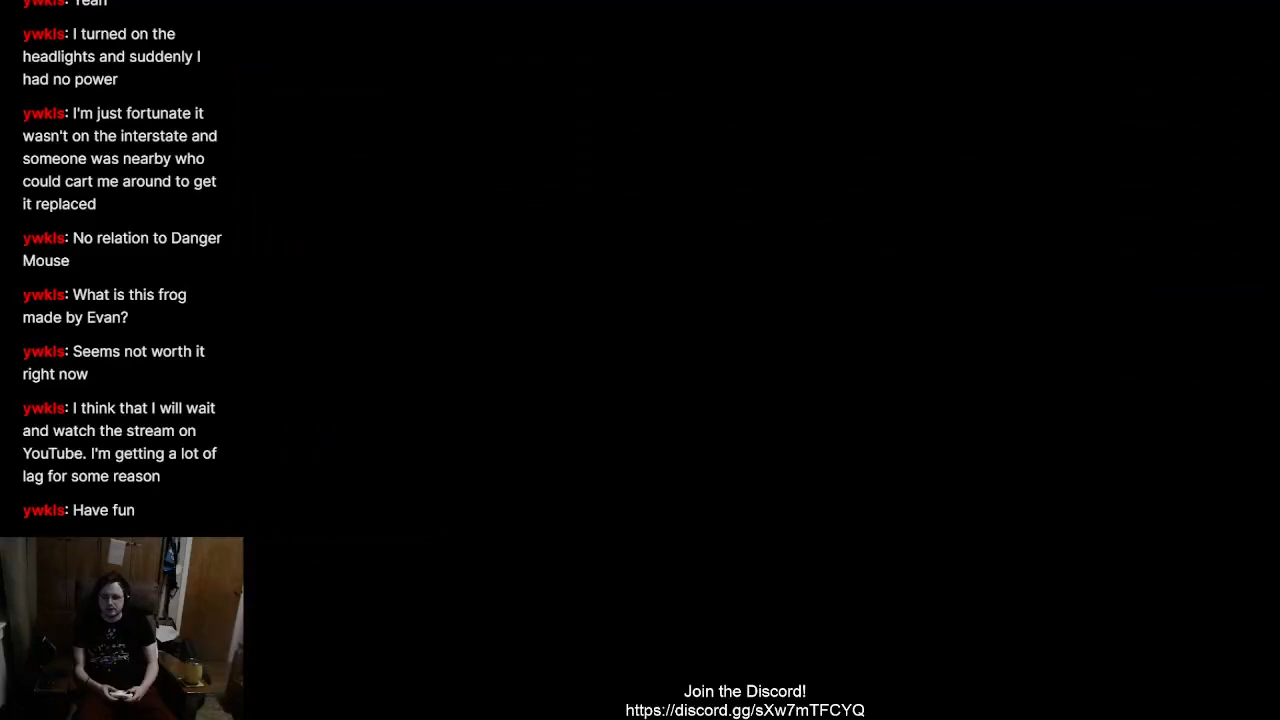 ywkls: Yeah
ywkls: I turned on the
headlights and suddenly I
had no power
ywkls: I'm just fortunate it
wasn't on the interstate and
someone was nearby who
could cart me around to get
it replaced
ywkls: No relation to Danger
Mouse
ywkls: What is this frog
made by Evan?
ywkls: Seems not worth it
right now
ywkls: I think that I will wait
and watch the stream on
YouTube. I'm getting a lot of
lag for some reason
ywkls: Have fun
Join the Discord!
https://discord.gg/sXw7mTFCYQ